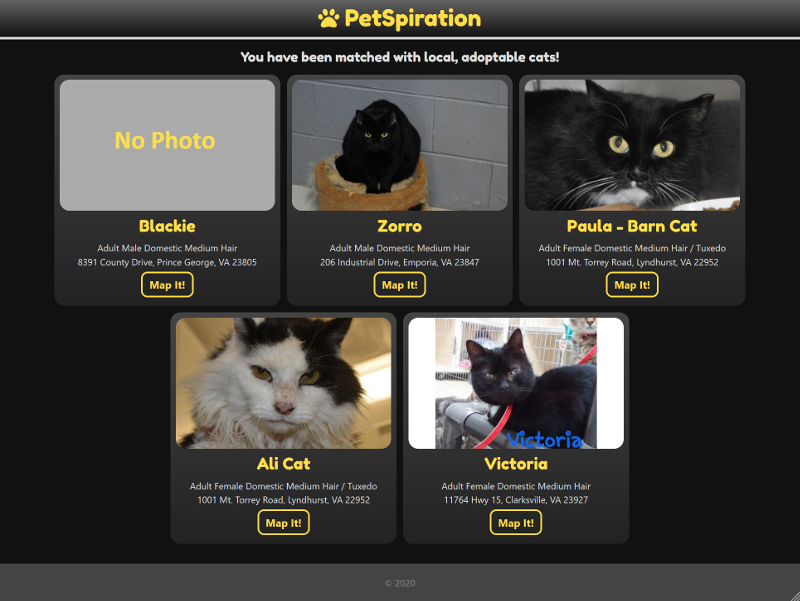 PetSpiration
You have been matched with local, adoptable cats!
No Photo
Blackie
Adult Male Domestic Medium Hair
8391 County Drive, Prince George, VA 23805
Map It!
Zorro
Adult Male Domestic Medium Hair
206 Industrial Drive, Emporia, VA 23847
Map It!
Paula - Barn Cat
Adult Female Domestic Medium Hair / Tuxedo
1001 Mt. Torrey Road, Lyndhurst, VA 22952
Map It!
Ali Cat
Adult Female Domestic Medium Hair / Tuxedo
1001 Mt. Torrey Road, Lyndhurst, VA 22952
Map It!
Victoria
Victoria
Adult Female Domestic Medium Hair
11764 Hwy 15, Clarksville, VA 23927
Map It!
© 2020